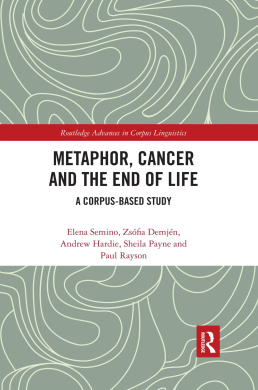 Routledge Advances in Corpus Linguistics
METAPHOR, CANCER
AND THE END OF LIFE
A CORPUS-BASED STUDY
Elena Semino, Zsófia Demjén,
Andrew Hardie, Sheila Payne and
Paul Rayson
R
ROUTLEDGE